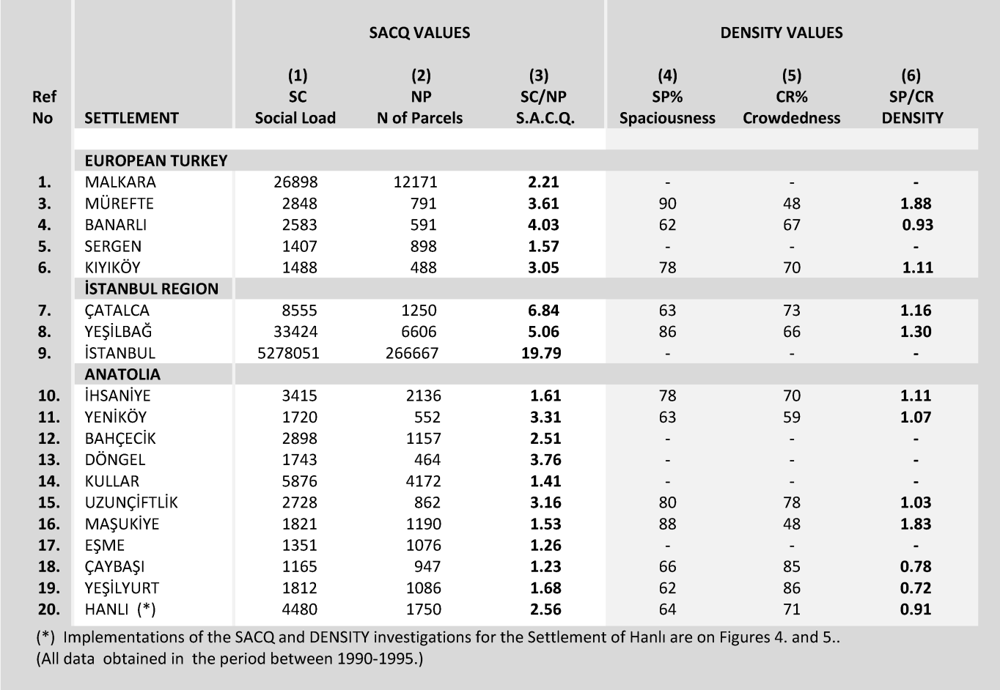 SACQ VALUES DENSITY VALUES
(1) (2) (3) (4) (5) (6)
Ref SC NP SC/NP SP% CR% SP/CR
No SETTLEMENT Social Load N of Parcels S.A.C.Q. Spaciousness Crowdedness DENSITY
EUROPEAN TURKEY
1. MALKARA 26898 12171 2.21 - - -
3. MÜREFTE 2848 791 3.61 90 48 1.88
4. BANARLI 2583 591 4.03 62 67 0.93
5. SERGEN 1407 898 1.57 - - -
6. KIYIKÖY 1488 488 3.05 78 70 1.11
İSTANBUL REGION
7. ÇATALCA 8555 1250 6.84 63 73 1.16
8. YEŞİLBAĞ 33424 6606 5.06 86 66 1.30
9. İSTANBUL 5278051 266667 19.79 - - -
ANATOLIA
10. İHSANİYE 3415 2136 1.61 78 70 1.11
11. YENİKÖY 1720 552 3.31 63 59 1.07
12. BAHÇECİK 2898 1157 2.51 - - -
13. DÖNGEL 1743 464 3.76 - - -
14. KULLAR 5876 4172 1.41 - - -
15. UZUNÇİFTLİK 2728 862 3.16 80 78 1.03
16. MAŞUKİYE 1821 1190 1.53 88 48 1.83
17. EŞME 1351 1076 1.26 - - -
18. ÇAYBAŞI 1165 947 1.23 66 85 0.78
19. YEŞİLYURT 1812 1086 1.68 62 86 0.72
20. HANLI (*) 4480 1750 2.56 64 71 0.91
(*) Implementations of the SACQ and DENSITY investigations for the Settlement of Hanlı are on Figures 4. and 5..
(All data obtained in the period between 1990-1995.)